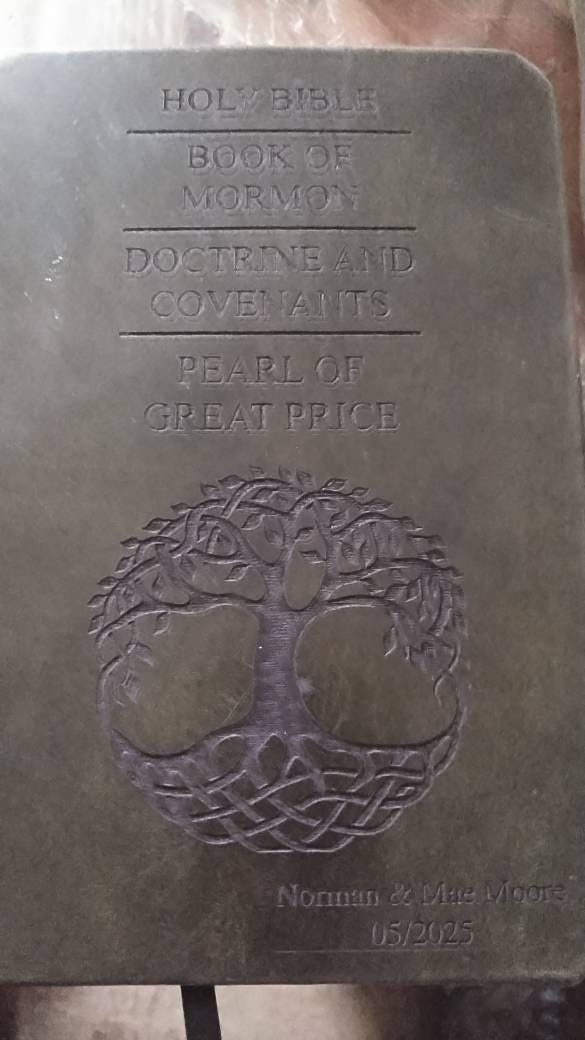 HOLY BIBLE
BOOK OF
MORMON
DOCTRINE AND
COVENANTS
PEARL OF
GREAT PRICE
Norman & Mae Moore
05/2025